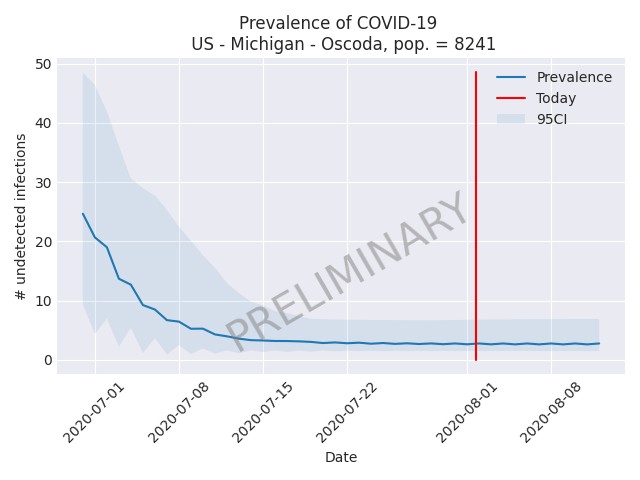 Prevalence of COVID-19
US - Michigan - Oscoda, pop. = 8241
50
40
30
20
10
0
# undetected infections
Prevalence
Today
95CI
PRELIMINARY
2020-07-01
2020-07-08
2020-07-15
2020-07-22
2020-08-01
2020-08-08
Date